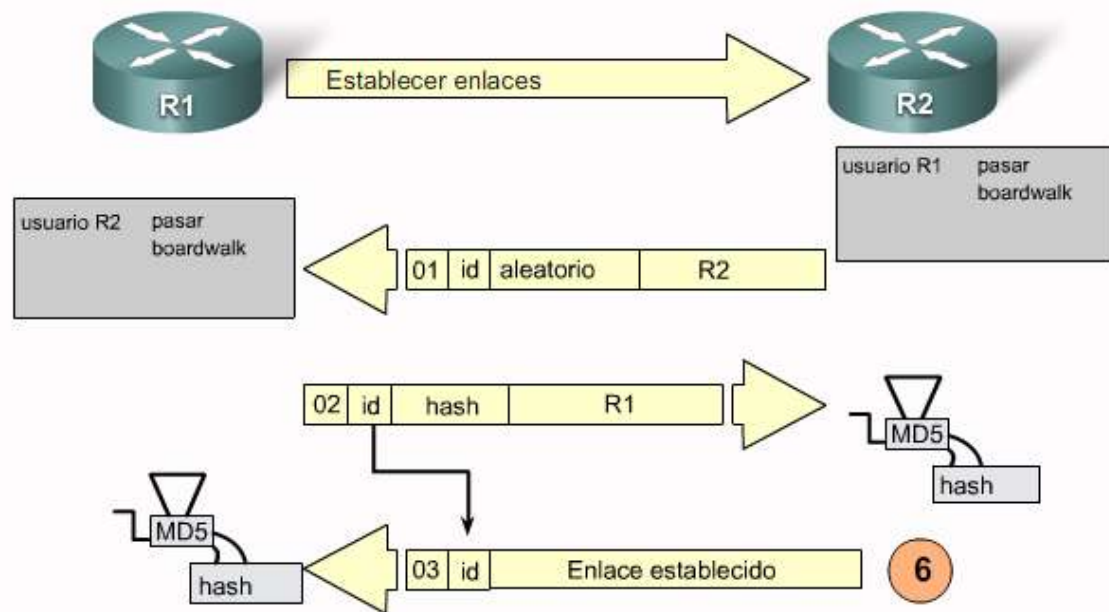 R1
Establecer enlaces
R2
usuario R1 pasar
boardwalk
usuario R2 pasar
boardwalk
01 id aleatorio R2
02 id hash R1
MD5
hash
MD5
hash
03 id Enlace establecido
6